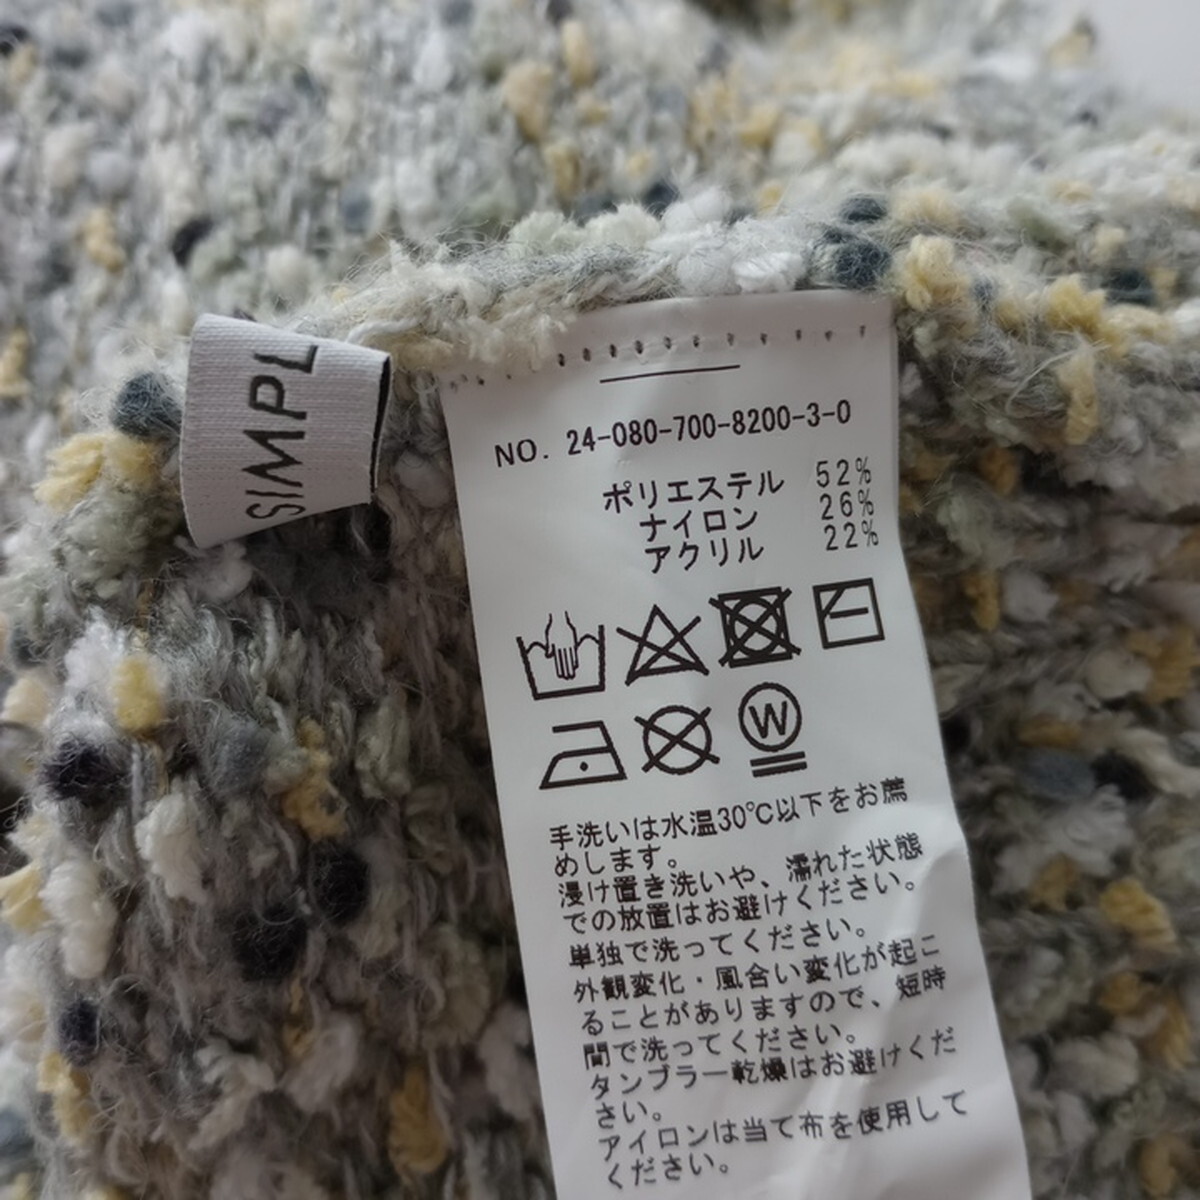 SIMPL
NO. 24-080-700-8200-3-0
ポリエステル 52%
ナイロン 26%
アクリル 22%
W
手洗いは水温30℃以下をお薦
めします。
浸け置き洗いや、濡れた状態
での放置はお避けください。
単独で洗ってください。
外観変化・風合い変化が起こ
ることがありますので、短時
間で洗ってください。
タンブラー乾燥はお避けくだ
さい。
アイロンは当て布を使用して
ください。